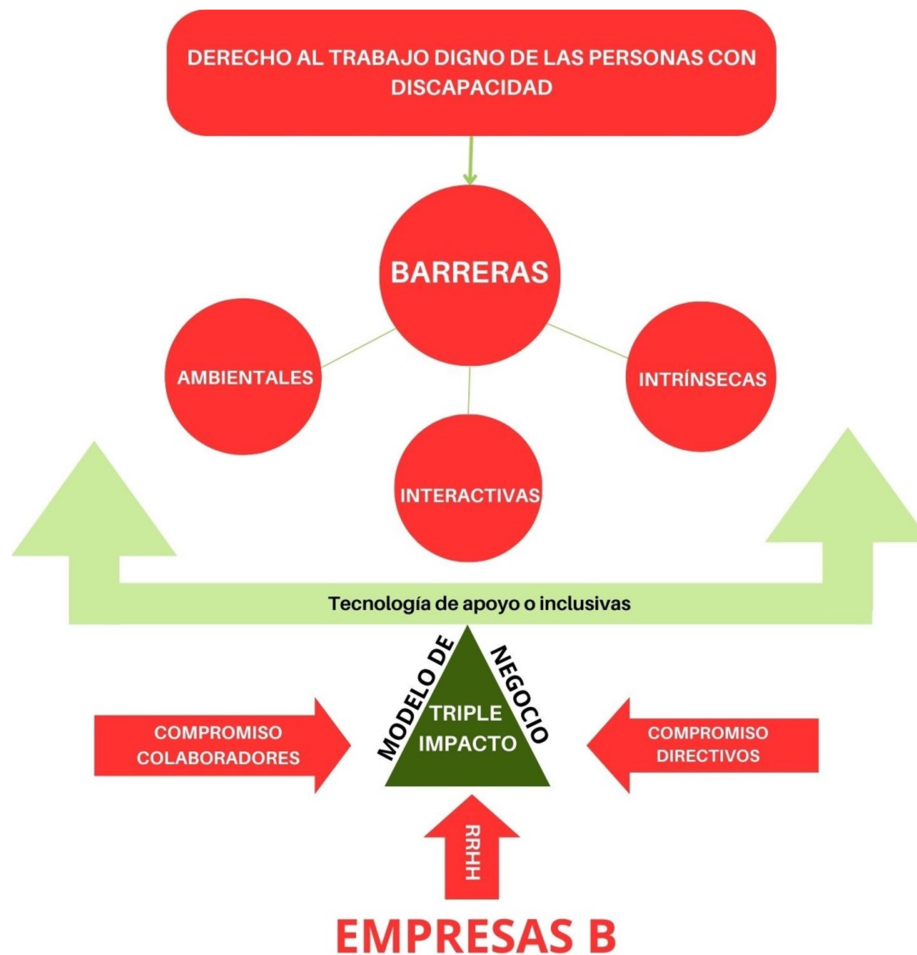 DERECHO AL TRABAJO DIGNO DE LAS PERSONAS CON
DISCAPACIDAD
BARRERAS
AMBIENTALES
INTRÍNSECAS
INTERACTIVAS
Tecnología de apoyo o inclusivas
MODELO DE
NEGOCIO
TRIPLE
IMPACTO
COMPROMISO
COLABORADORES
COMPROMISO
DIRECTIVOS
RRHH
EMPRESAS B